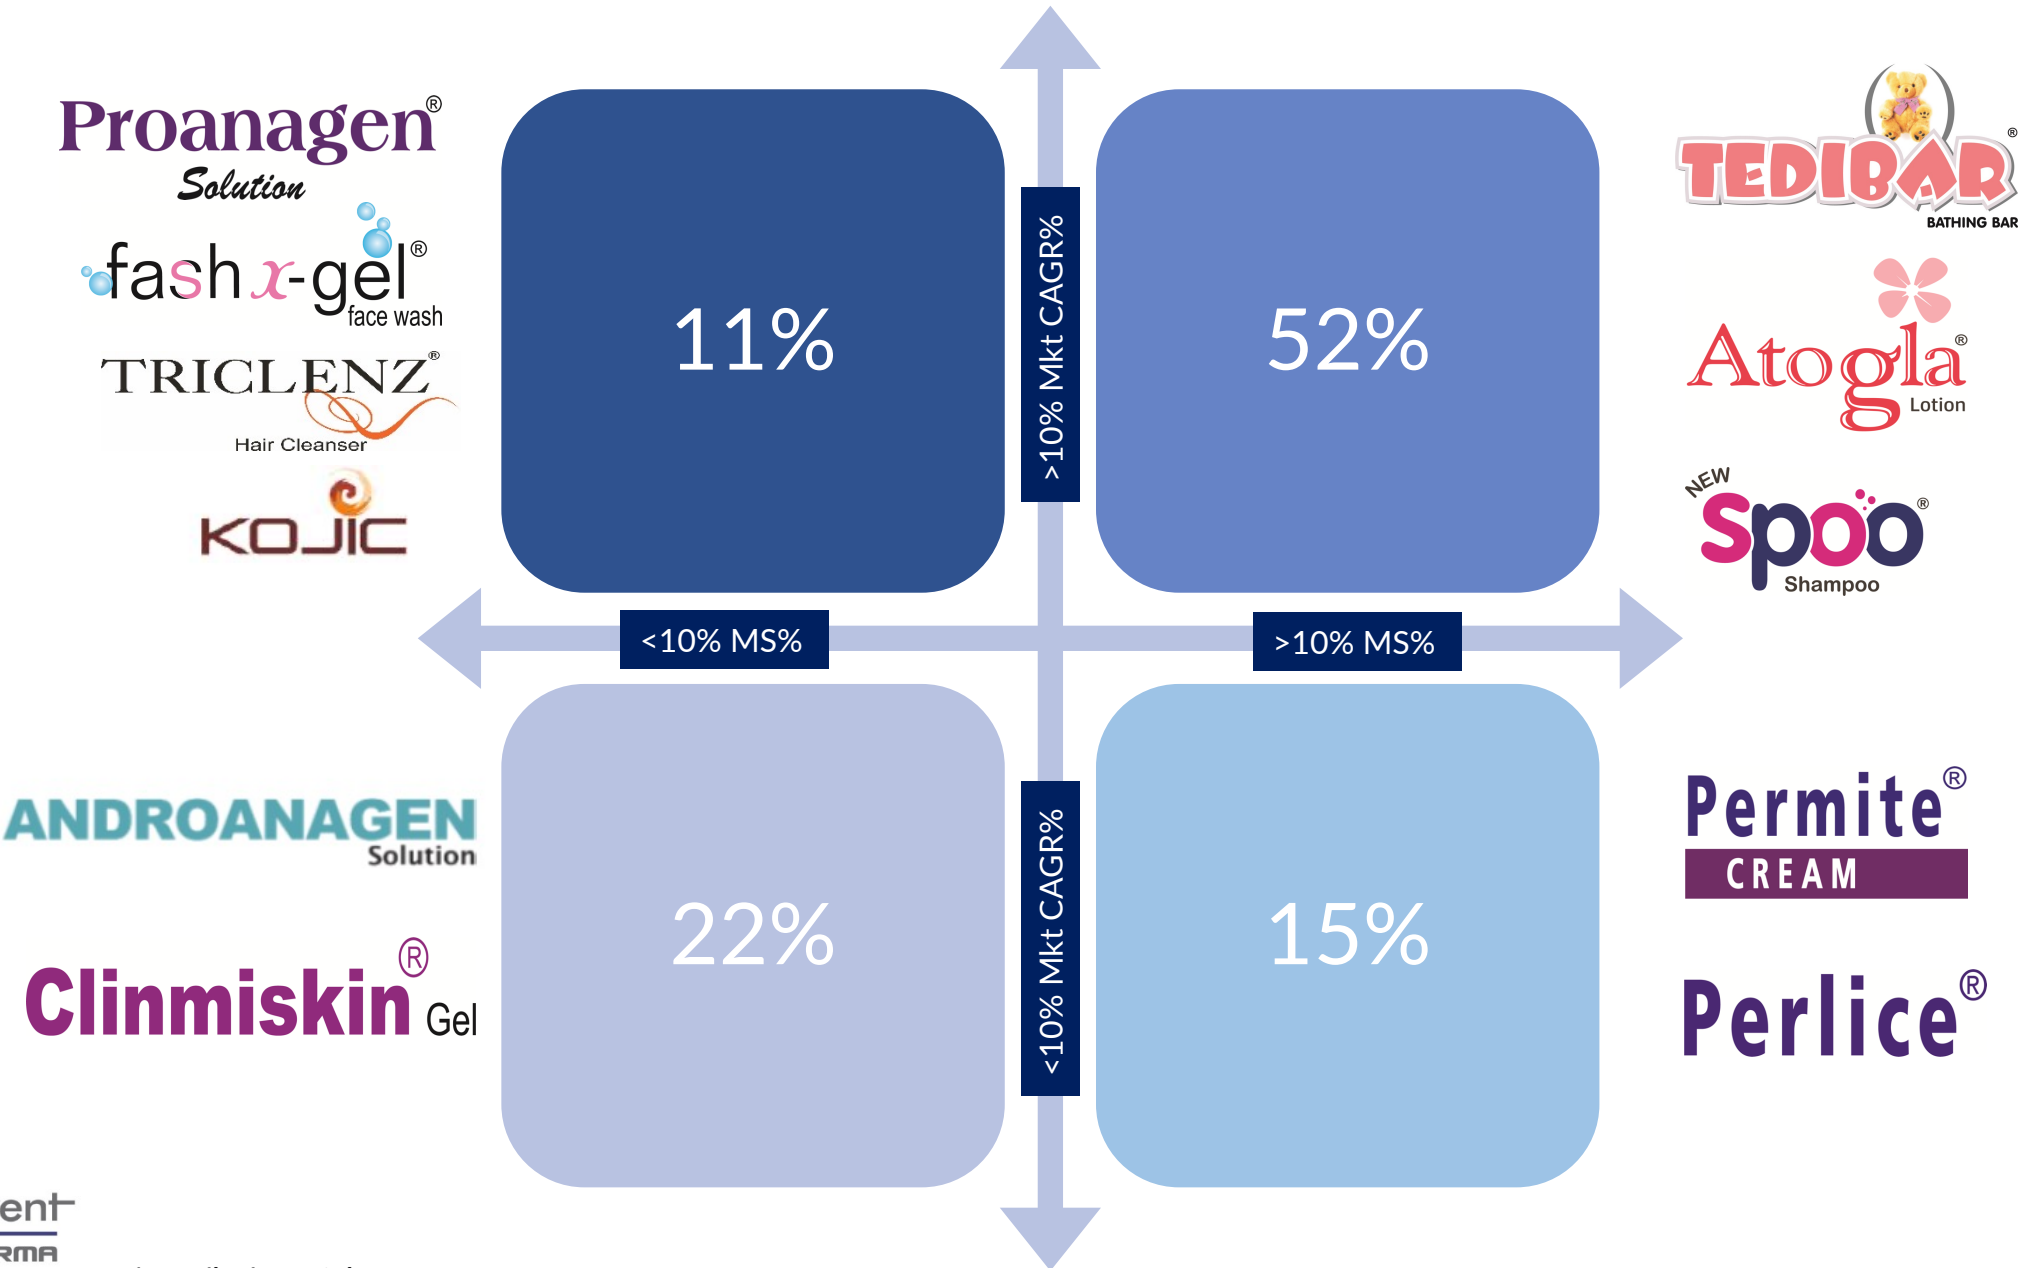 Proanagen®
Solution
fash x-gel®
face wash
TRICLENZ®
Hair Cleanser
KOJIC
11%
>10% Mkt CAGR%
52%
TEDIBAR®
BATHING BAR
Atogla®
Lotion
NEW
Spoo®
Shampoo
<10% MS%
>10% MS%
ANDROANAGEN
Solution
Clinmiskin® Gel
22%
<10% Mkt CAGR%
15%
Permite®
CREAM
Perlice®
ent
RMA